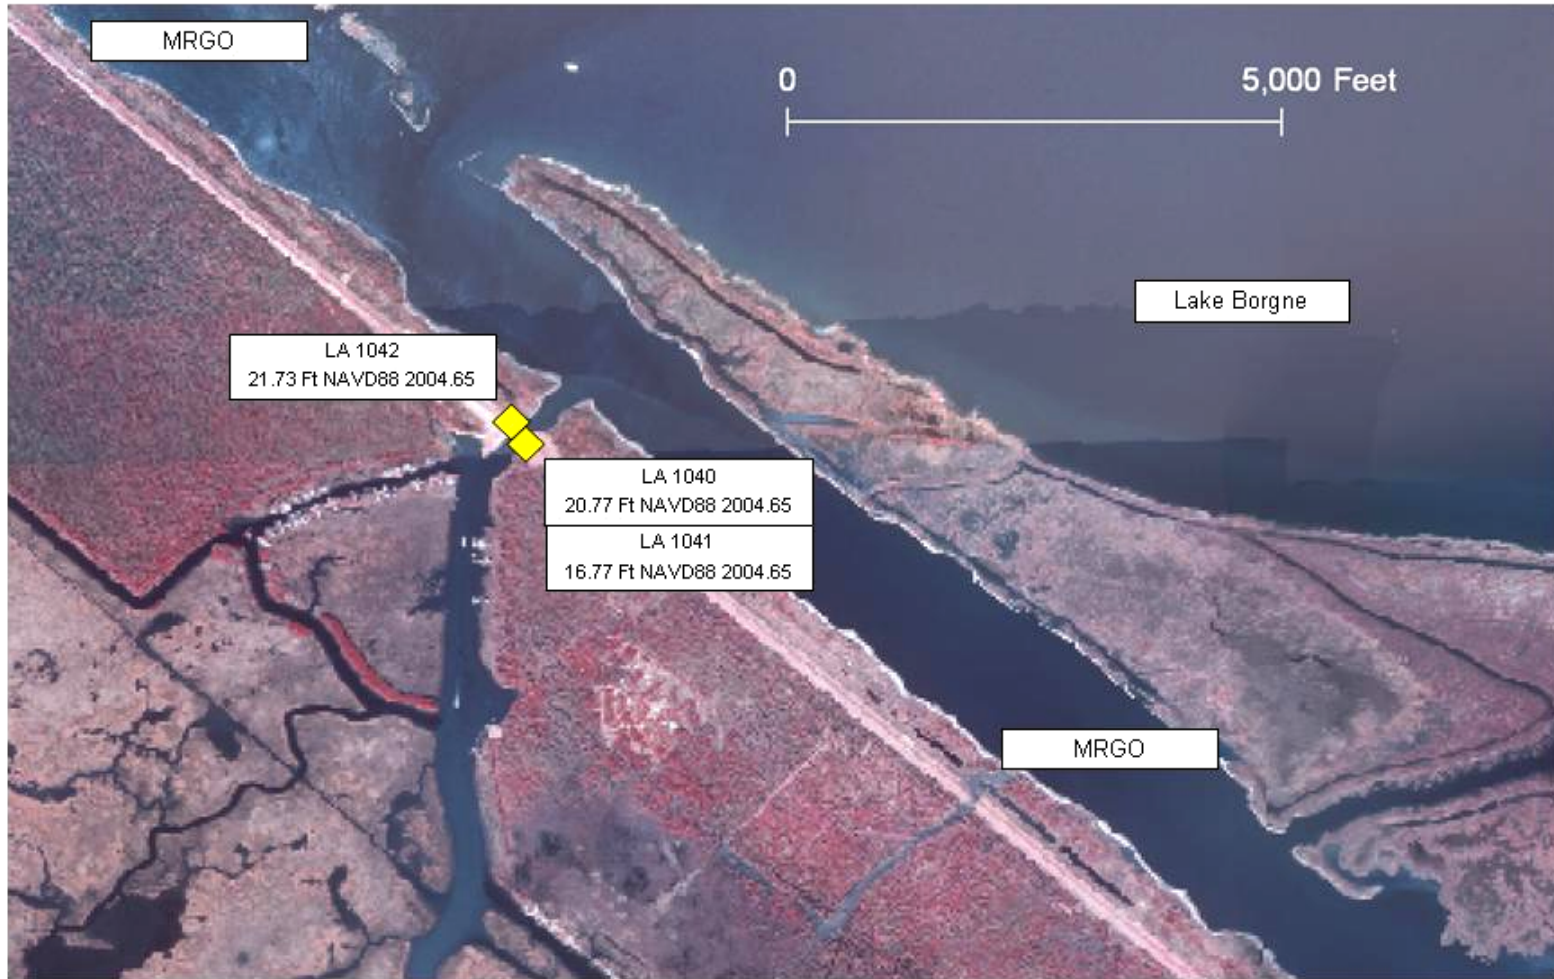 MRGO
0 5,000 Feet
Lake Borgne
LA 1042
21.73 Ft NAVD88 2004.65
LA 1040
20.77 Ft NAVD88 2004.65
LA 1041
16.77 Ft NAVD88 2004.65
MRGO